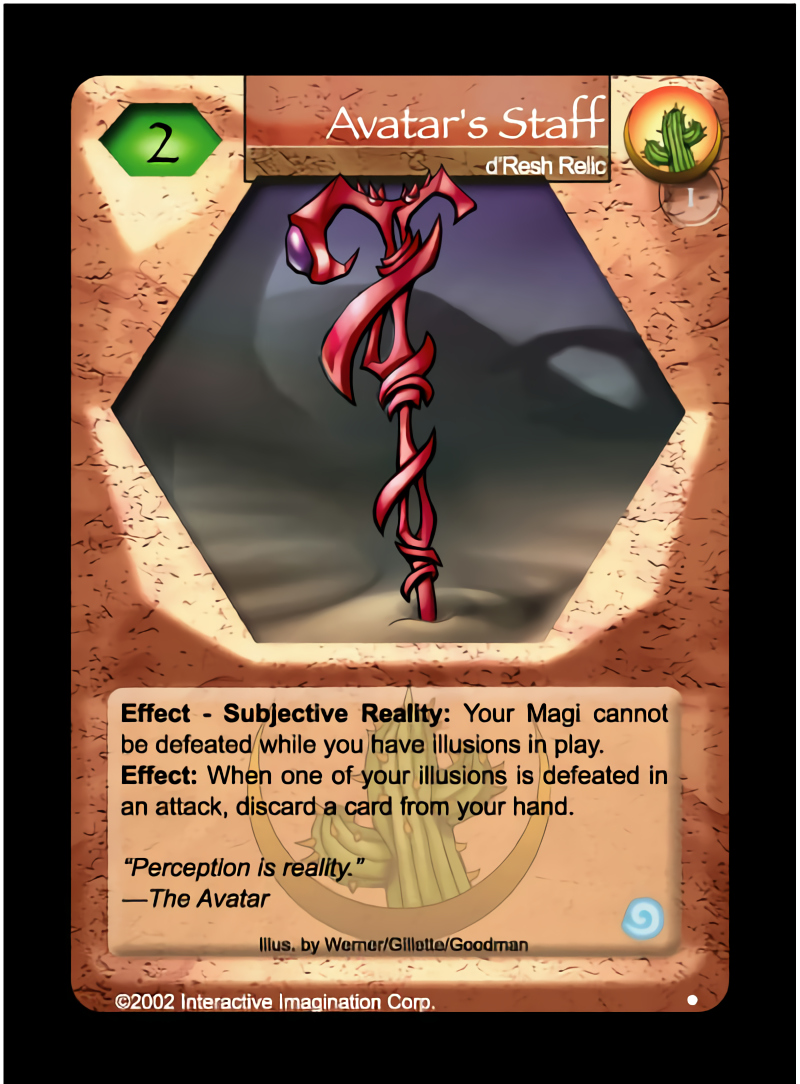 2
Avatar's Staff
d'Resh Relic
I
Effect - Subjective Reality: Your Magi cannot
be defeated while you have illusions in play.
Effect: When one of your illusions is defeated in
an attack, discard a card from your hand.
“Perception is reality.”
—The Avatar
Illus. by Werner/Gillette/Goodman
©2002 Interactive Imagination Corp.